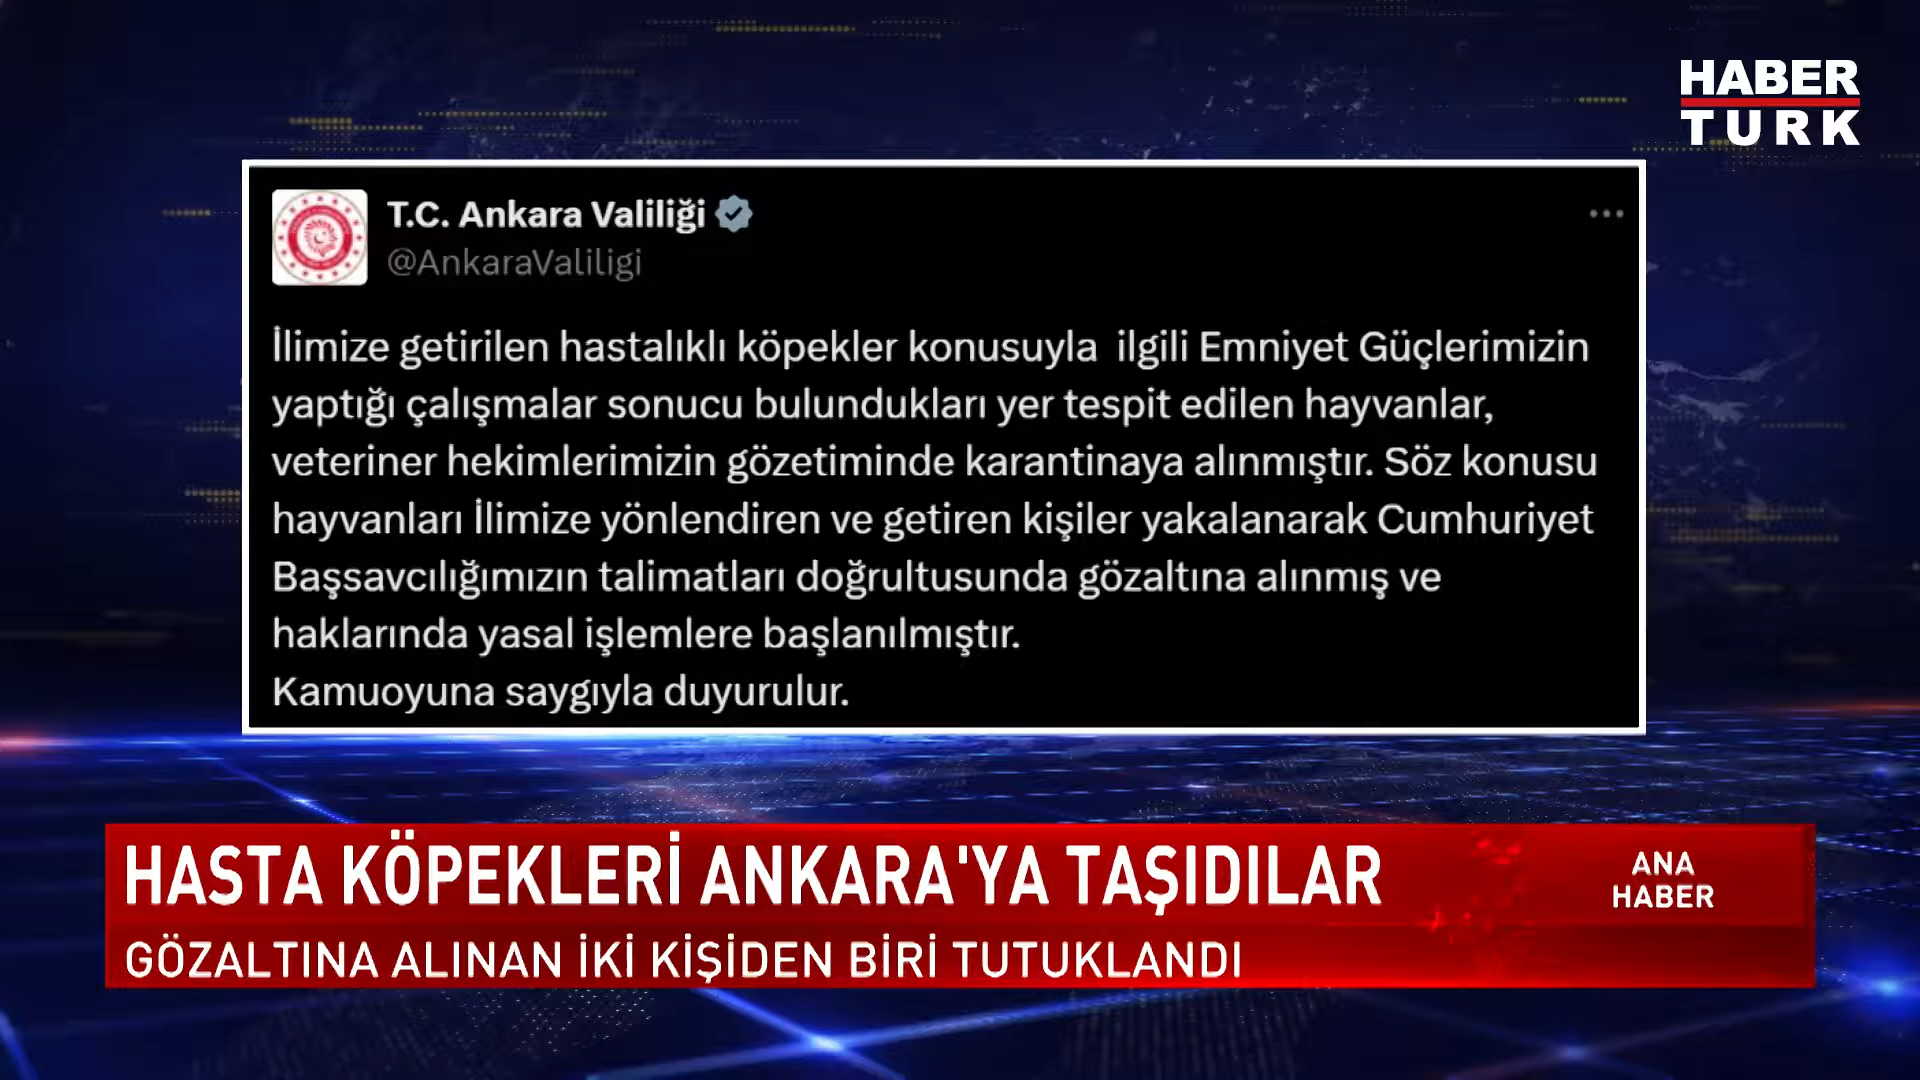 HABER
TURK
T.C. Ankara Valiliği
@AnkaraValiligi
İlimize getirilen hastalıklı köpekler konusuyla  ilgili Emniyet Güçlerimizin
yaptığı çalışmalar sonucu bulundukları yer tespit edilen hayvanlar,
veteriner hekimlerimizin gözetiminde karantinaya alınmıştır. Söz konusu
hayvanları İlimize yönlendiren ve getiren kişiler yakalanarak Cumhuriyet
Başsavcılığımızın talimatları doğrultusunda gözaltına alınmış ve
haklarında yasal işlemlere başlanılmıştır.
Kamuoyuna saygıyla duyurulur.
HASTA KÖPEKLERİ ANKARA'YA TAŞIDILAR
GÖZALTINA ALINAN İKİ KİŞİDEN BİRİ TUTUKLANDI
ANA
HABER